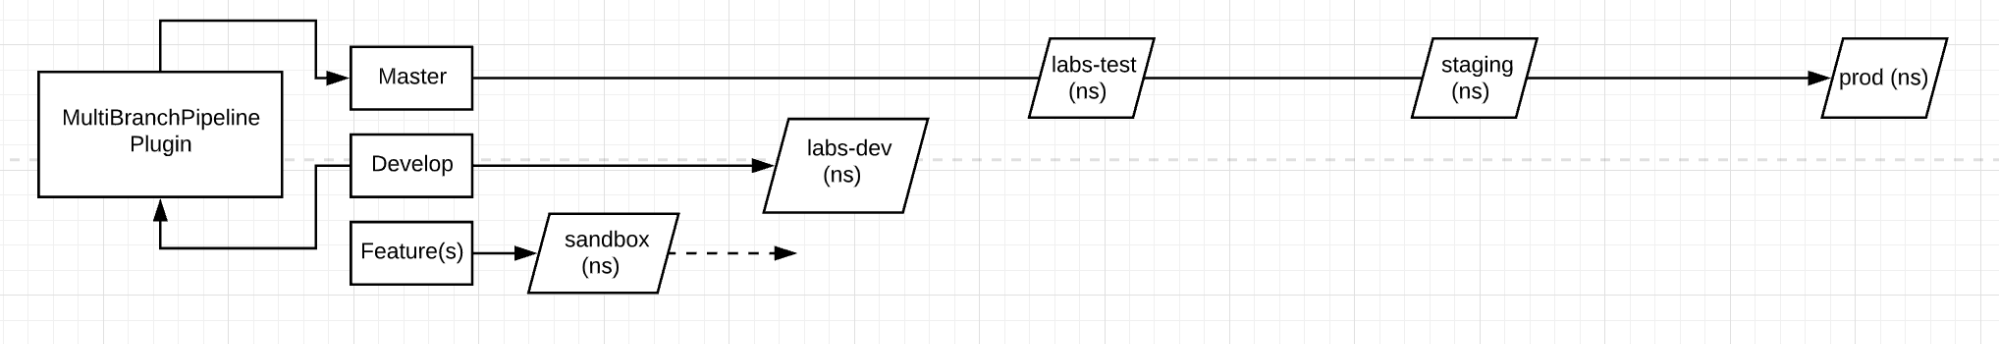 MultiBranchPipeline
Plugin
Master
labs-test
(ns)
staging
(ns)
prod (ns)
Develop
labs-dev
(ns)
Feature(s)
sandbox
(ns)